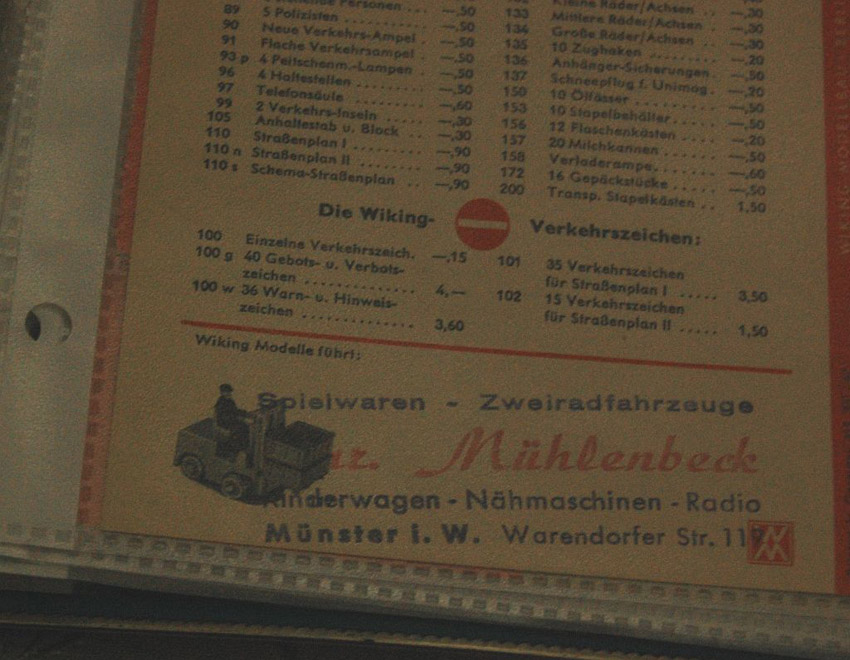 Personen ... —,50
89 5 Polizisten ........... —,50
90 Neue Verkehrs-Ampel . —,50
91 Flache Verkehrsampel . —,50
93 p 4 Peitschenm.-Lampen . —,50
96 4 Haltestellen ........ —,50
97 Telefonsäule ........ —,60
99 2 Verkehrs-Inseln ..... —,30
105 Anhaltestab u. Block .. —,30
110 Straßenplan I ........ —,90
110 n Straßenplan II ........ —,90
110 s Schema-Straßenplan .. —,90
Kleine Räder/Achsen .. —,30
133 Mittlere Räder/Achsen . —,30
134 Große Räder/Achsen .. —,30
135 10 Zughaken ........ —,20
136 Anhänger-Sicherungen . —,50
137 Schneepflug f. Unimog . —,20
150 10 Ölfässer .......... —,50
153 10 Stapelbehälter ...... —,50
156 12 Flaschenkästen ..... —,20
157 20 Milchkannen ....... —,50
158 Verladerampe ........ —,60
172 16 Gepäckstücke ..... —,50
200 Transp. Stapelkästen .. 1,50
Die Wiking- Verkehrszeichen:
100 Einzelne Verkehrszeich. —,15
100 g 40 Gebots- u. Verbots-
zeichen ............ 4,—
100 w 36 Warn- u. Hinweis-
zeichen ............ 3,60
101 35 Verkehrszeichen
für Straßenplan I ..... 3,50
102 15 Verkehrszeichen
für Straßenplan II ..... 1,50
Wiking Modelle führt:
Spielwaren - Zweiradfahrzeuge
Mühlenbeck
Kinderwagen - Nähmaschinen - Radio
Münster i. W. Warendorfer Str. 117